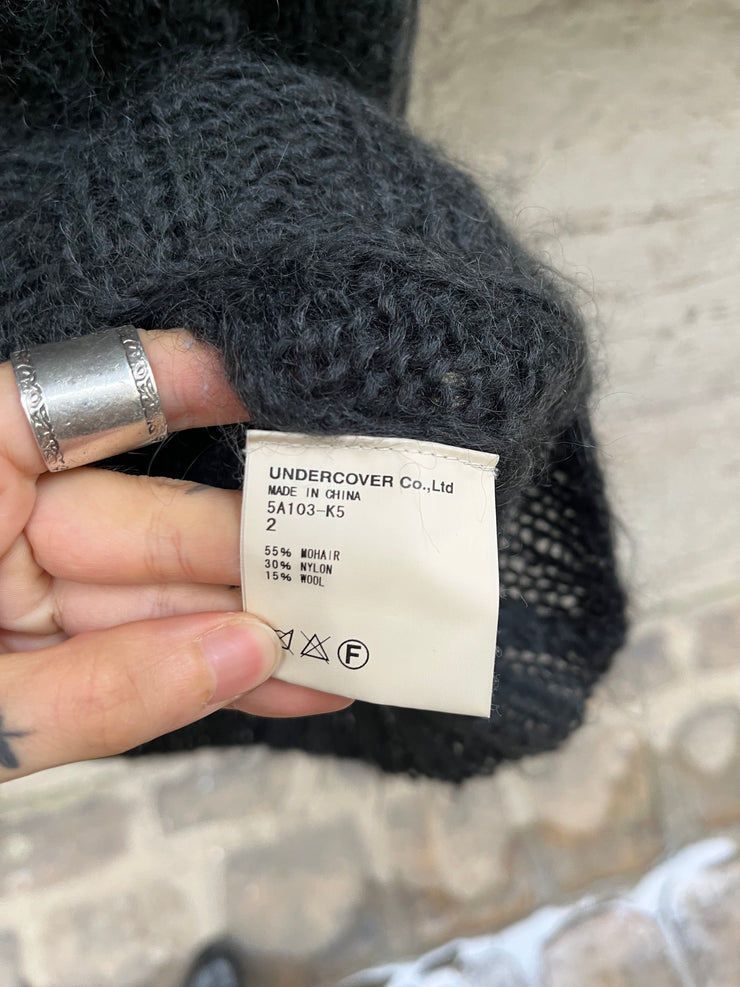 UNDERCOVER Co.,Ltd
MADE IN CHINA
5A103-K5
2
55% MOHAIR
30% NYLON
15% WOOL
F